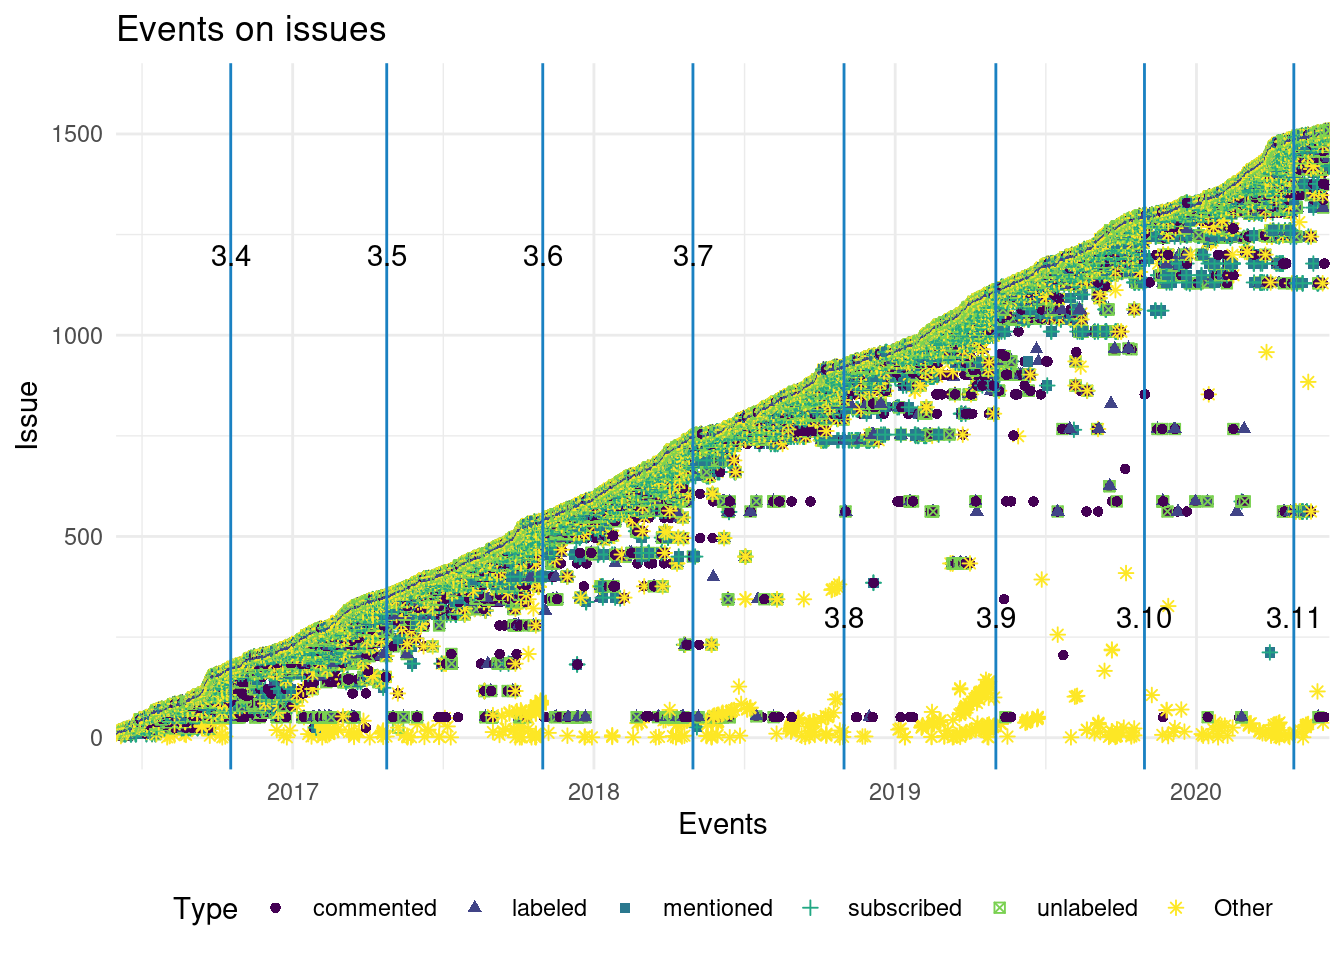 Events on issues
1500
3.4 3.5 3.6 3.7
1000
Issue
500
3.8 3.9 3.10 3.11
0
2017 2018 2019 2020
Events
Type commented labeled mentioned subscribed unlabeled Other